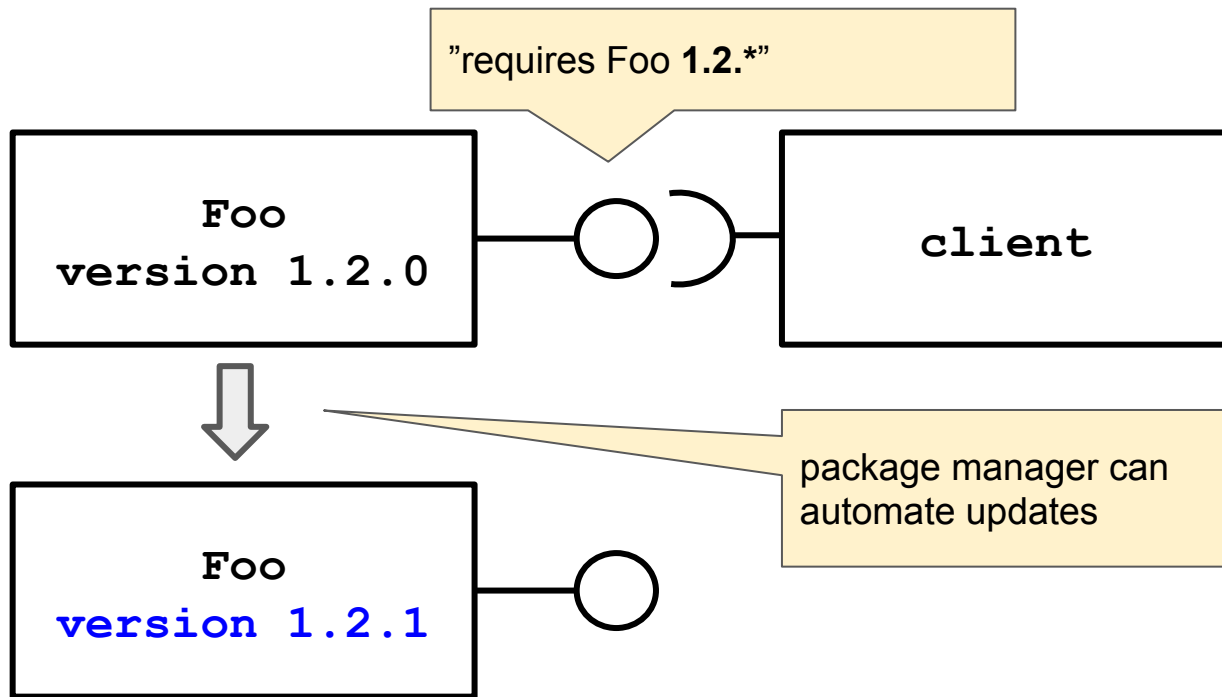 ”requires Foo 1.2.*”
Foo
version 1.2.0
client
package manager can
automate updates
Foo
version 1.2.1